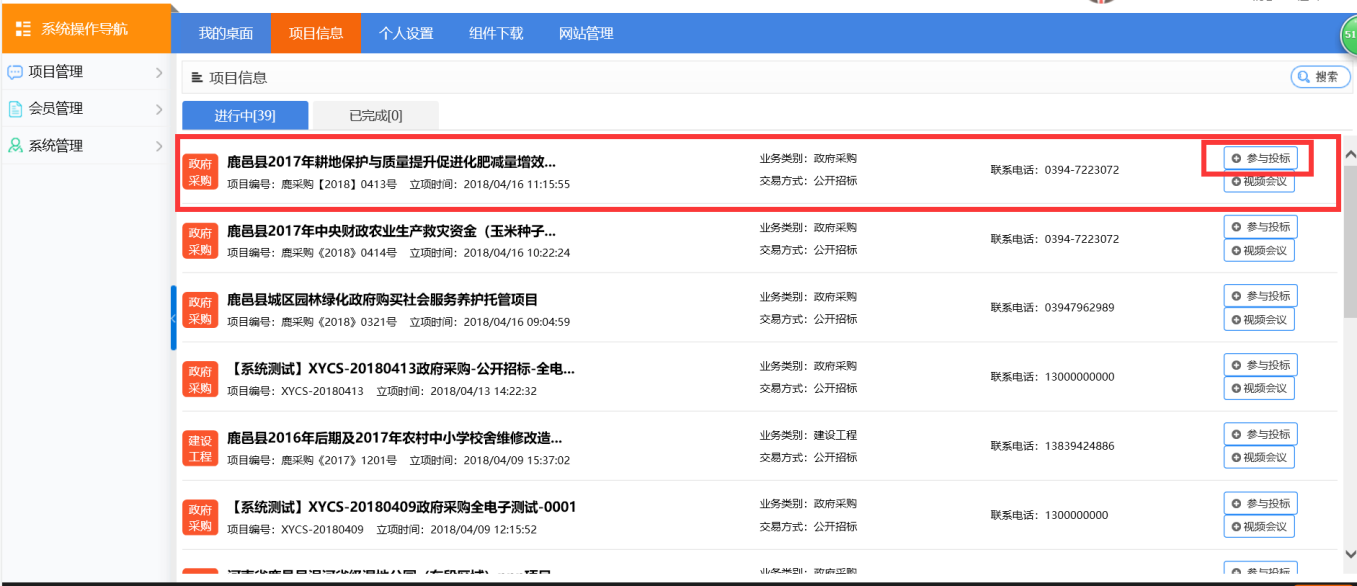 系统操作导航
我的桌面 项目信息 个人设置 组件下载 网站管理
51
项目管理
会员管理
系统管理
项目信息
搜索
进行中[39] 已完成[0]
政府采购
鹿邑县2017年耕地保护与质量提升促进化肥减量增效...
项目编号：鹿采购【2018】0413号 立项时间：2018/04/16 11:15:55
业务类别：政府采购
交易方式：公开招标
联系电话：0394-7223072
参与投标
视频会议
政府采购
鹿邑县2017年中央财政农业生产救灾资金（玉米种子...
项目编号：鹿采购《2018》0414号 立项时间：2018/04/16 10:22:24
业务类别：政府采购
交易方式：公开招标
联系电话：0394-7223072
参与投标
视频会议
政府采购
鹿邑县城区园林绿化政府购买社会服务养护托管项目
项目编号：鹿采购《2018》0321号 立项时间：2018/04/16 09:04:59
业务类别：政府采购
交易方式：公开招标
联系电话：03947962989
参与投标
视频会议
政府采购
【系统测试】XYCS-20180413政府采购-公开招标-全电...
项目编号：XYCS-20180413 立项时间：2018/04/13 14:22:32
业务类别：政府采购
交易方式：公开招标
联系电话：13000000000
参与投标
视频会议
建设工程
鹿邑县2016年后期及2017年农村中小学校舍维修改造...
项目编号：鹿采购《2017》1201号 立项时间：2018/04/09 15:37:02
业务类别：建设工程
交易方式：公开招标
联系电话：13839424886
参与投标
视频会议
政府采购
【系统测试】XYCS-20180409政府采购全电子测试-0001
项目编号：XYCS-20180409 立项时间：2018/04/09 12:15:52
业务类别：政府采购
交易方式：公开招标
联系电话：1300000000
参与投标
视频会议
业务类别：政府采购
参与投标